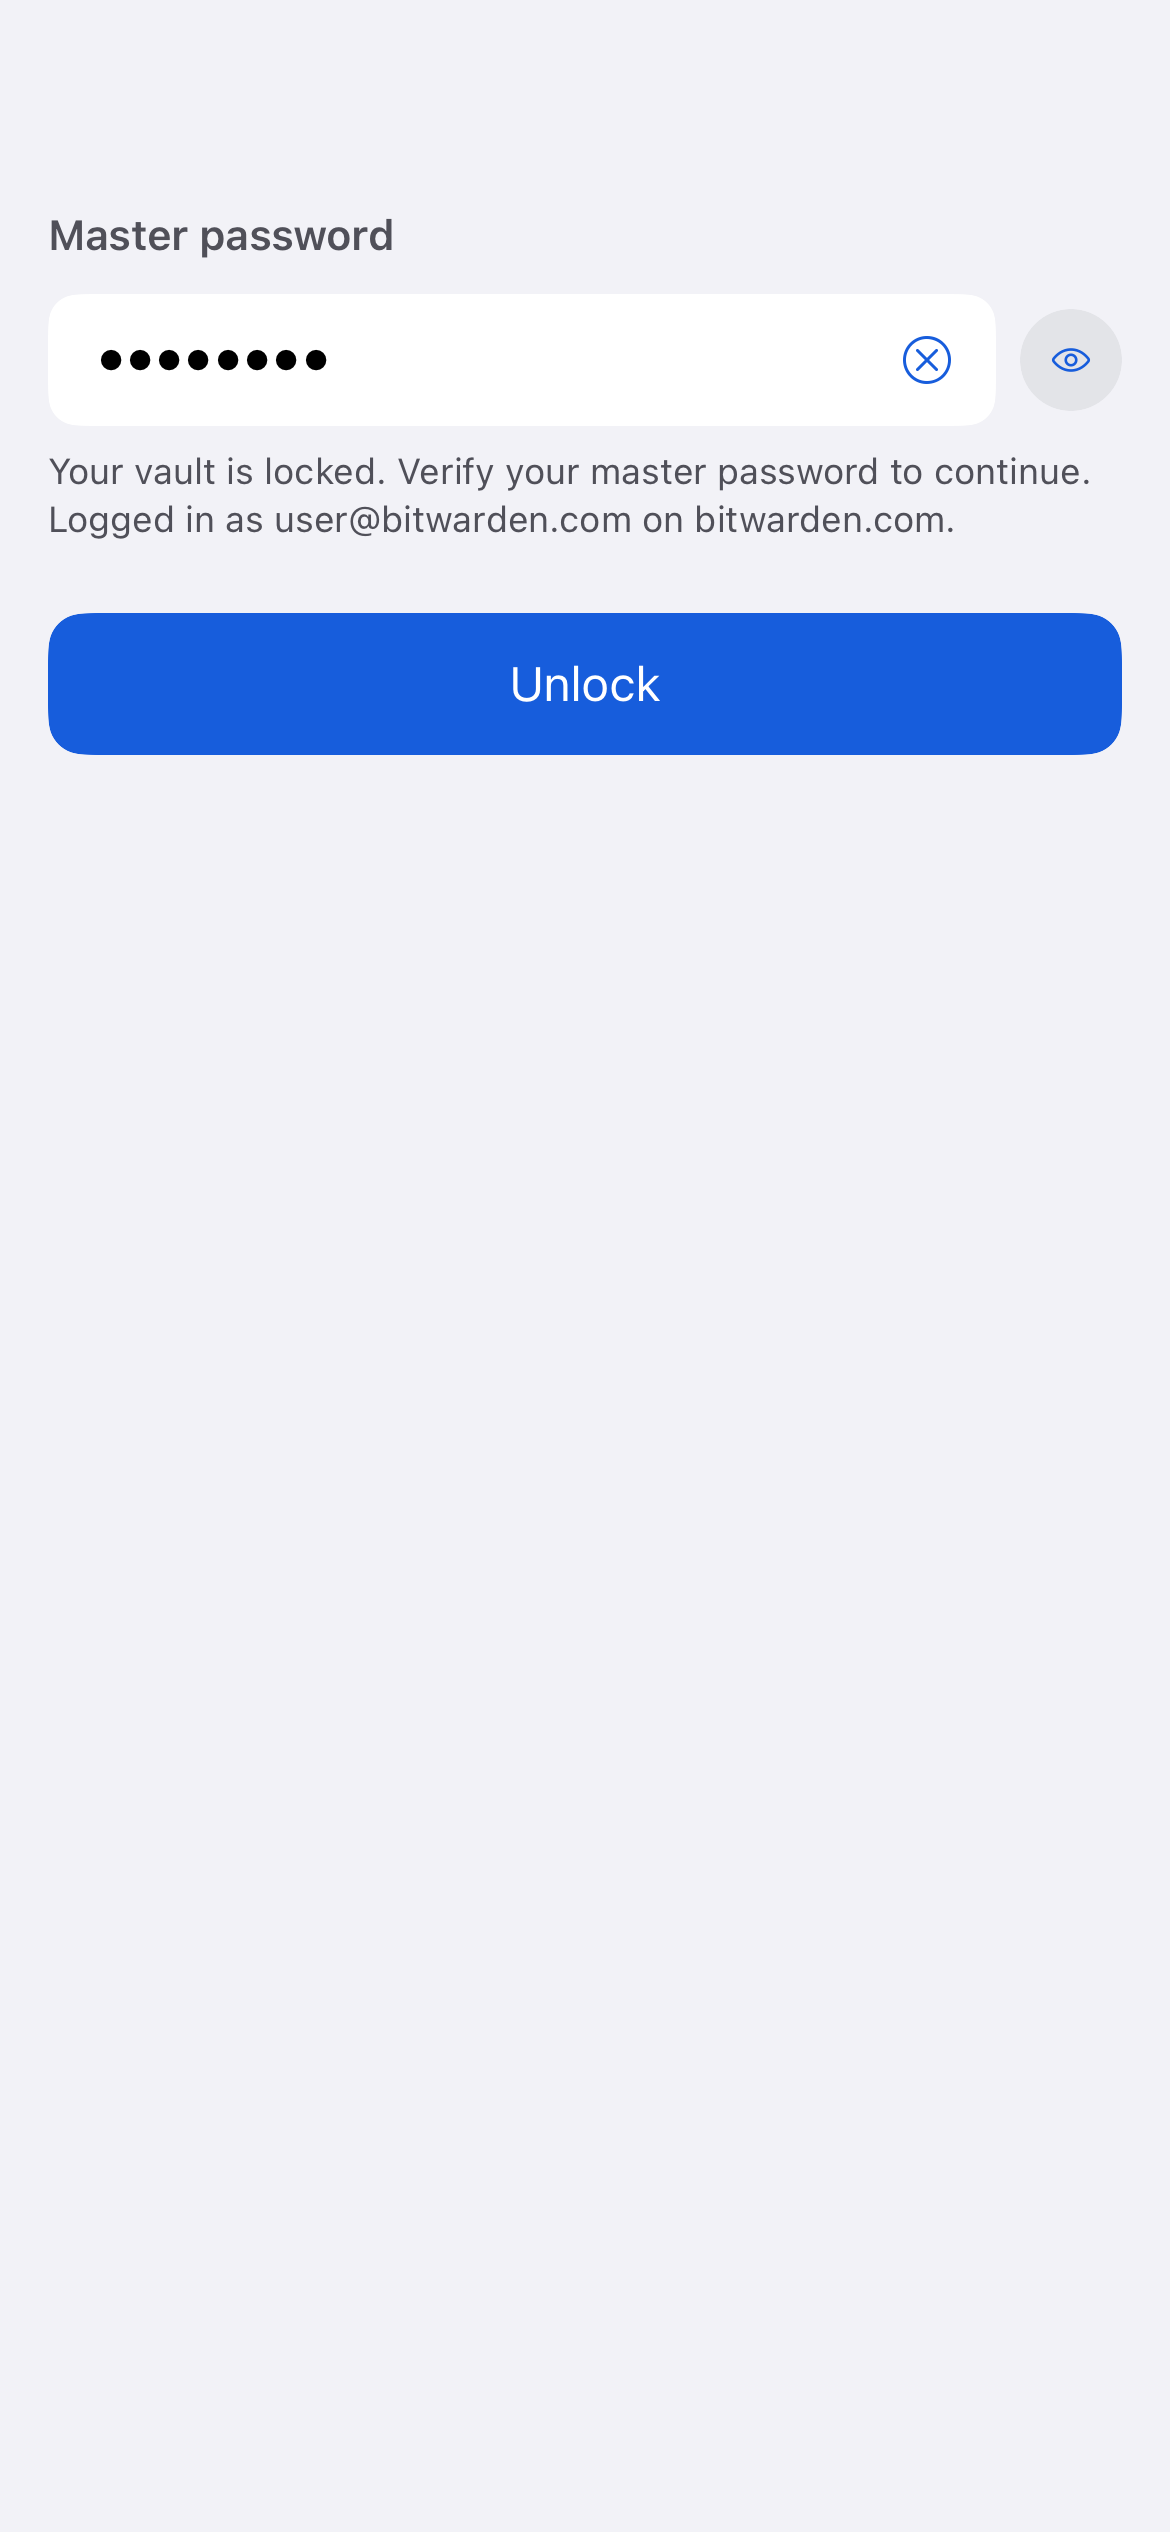 Master password
••••••••
Your vault is locked. Verify your master password to continue.
Logged in as user@bitwarden.com on bitwarden.com.
Unlock